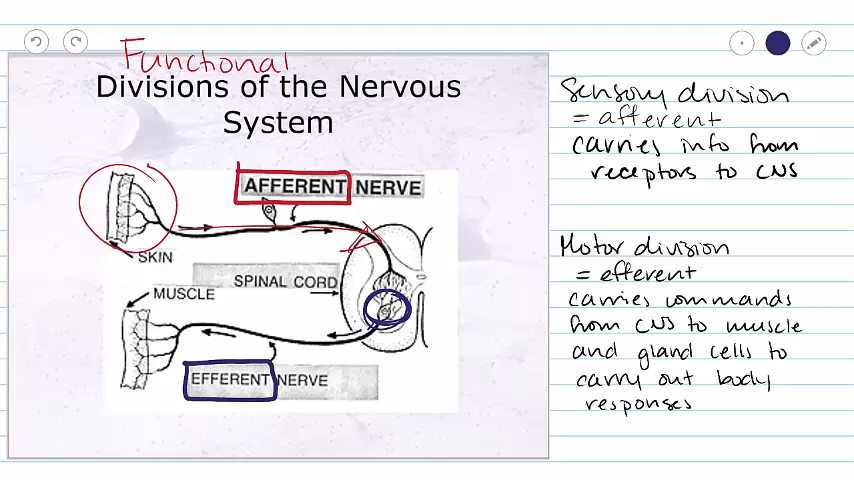 Functional
Divisions of the Nervous
System
AFFERENT NERVE
SKIN
SPINAL CORD
MUSCLE
EFFERENT NERVE
Sensory division
= afferent
carries info from
receptors to CNS
Motor division
= efferent
carries commands
from CNS to muscle
and gland cells to
carry out body
responses